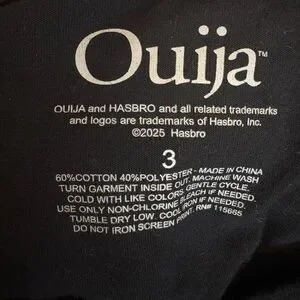 Ouija™
OUIJA and HASBRO and all related trademarks
and logos are trademarks of Hasbro, Inc.
©2025 Hasbro
3
60%COTTON 40%POLYESTER - MADE IN CHINA
TURN GARMENT INSIDE OUT. MACHINE WASH
COLD WITH LIKE COLORS, GENTLE CYCLE.
USE ONLY NON-CHLORINE BLEACH IF NEEDED.
TUMBLE DRY LOW. COOL IRON IF NEEDED.
DO NOT IRON SCREEN PRINT. RN# 115665